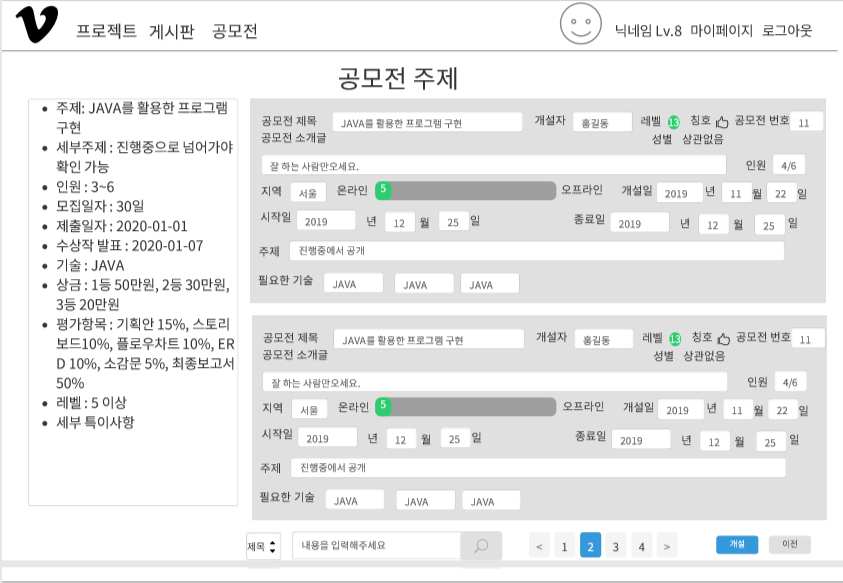 프로젝트 게시판 공모전
닉네임 Lv.8 마이페이지 로그아웃
공모전 주제
• 주제: JAVA를 활용한 프로그램
구현
• 세부주제 : 진행중으로 넘어가야
확인 가능
• 인원 : 3~6
• 모집일자 : 30일
• 제출일자 : 2020-01-01
• 수상작 발표 : 2020-01-07
• 기술 : JAVA
• 상금 : 1등 50만원, 2등 30만원,
3등 20만원
• 평가항목 : 기획안 15%, 스토리
보드10%, 플로우차트 10%, ER
D 10%, 소감문 5%, 최종보고서
50%
• 레벨 : 5 이상
• 세부 특이사항
공모전 제목 JAVA를 활용한 프로그램 구현 개설자 홍길동 레벨 13 칭호 공모전 번호 11
공모전 소개글 성별 상관없음
잘 하는 사람만오세요. 인원 4/6
지역 서울 온라인 5 오프라인 개설일 2019 년 11 월 22 일
시작일 2019 년 12 월 25 일 종료일 2019 년 12 월 25 일
주제 진행중에서 공개
필요한 기술 JAVA JAVA JAVA
공모전 제목 JAVA를 활용한 프로그램 구현 개설자 홍길동 레벨 13 칭호 공모전 번호 11
공모전 소개글 성별 상관없음
잘 하는 사람만오세요. 인원 4/6
지역 서울 온라인 5 오프라인 개설일 2019 년 11 월 22 일
시작일 2019 년 12 월 25 일 종료일 2019 년 12 월 25 일
주제 진행중에서 공개
필요한 기술 JAVA JAVA JAVA
제목 내용을 입력해주세요 < 1 2 3 4 > 개설 이전